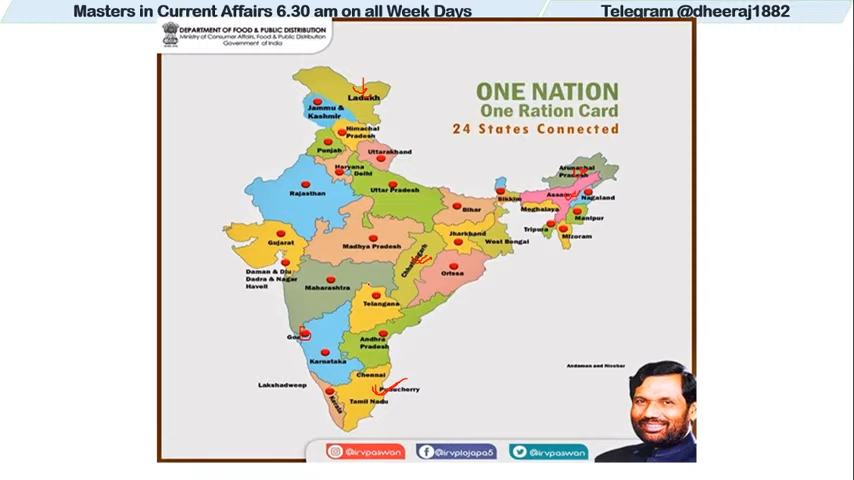 Masters in Current Affairs 6.30 am on all Week Days
Telegram @dheeraj1882
DEPARTMENT OF FOOD & PUBLIC DISTRIBUTION
Ministry of Consumer Affairs, Food & Public Distribution
Government of India
ONE NATION
One Ration Card
24 States Connected
Ladakh
Jammu &
Kashmir
Himachal
Pradesh
Punjab
Uttarakhand
Haryana
Delhi
Arunachal
Pradesh
Rajasthan
Uttar Pradesh
Sikkim
Assam
Nagaland
Bihar
Meghalaya
Manipur
Tripura
Mizoram
Jharkhand
West Bengal
Gujarat
Madhya Pradesh
Chhattisgarh
Daman & Diu
Dadra & Nagar
Haveli
Orissa
Maharashtra
Telangana
Goa
Andhra
Pradesh
Karnataka
Chennai
Andaman and Nicobar
Lakshadweep
Puducherry
Kerala
Tamil Nadu
@irvpaswan
@irvplojapa5
@irvpaswan